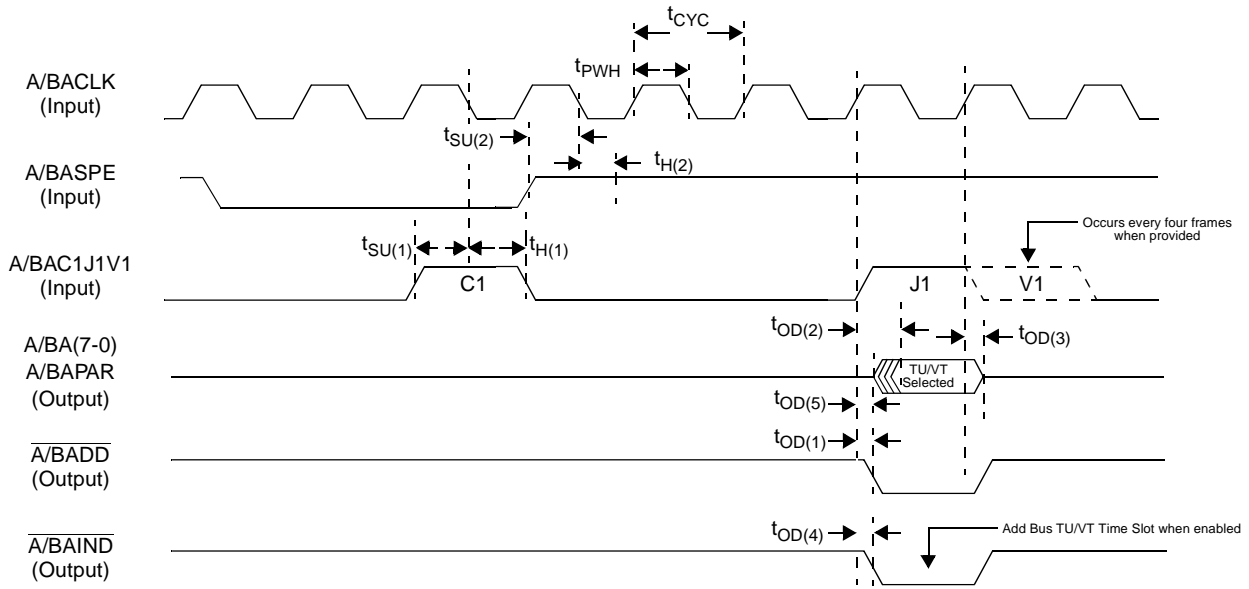 tCYC
tPWH
A/BACLK
(Input)
tSU(2)
tH(2)
A/BASPE
(Input)
Occurs every four frames
when provided
tSU(1)
tH(1)
A/BAC1J1V1
(Input)
C1
J1
V1
tOD(2)
tOD(3)
A/BA(7-0)
A/BAPAR
(Output)
TU/VT
Selected
tOD(5)
tOD(1)
A/BADD
(Output)
tOD(4)
Add Bus TU/VT Time Slot when enabled
A/BAIND
(Output)